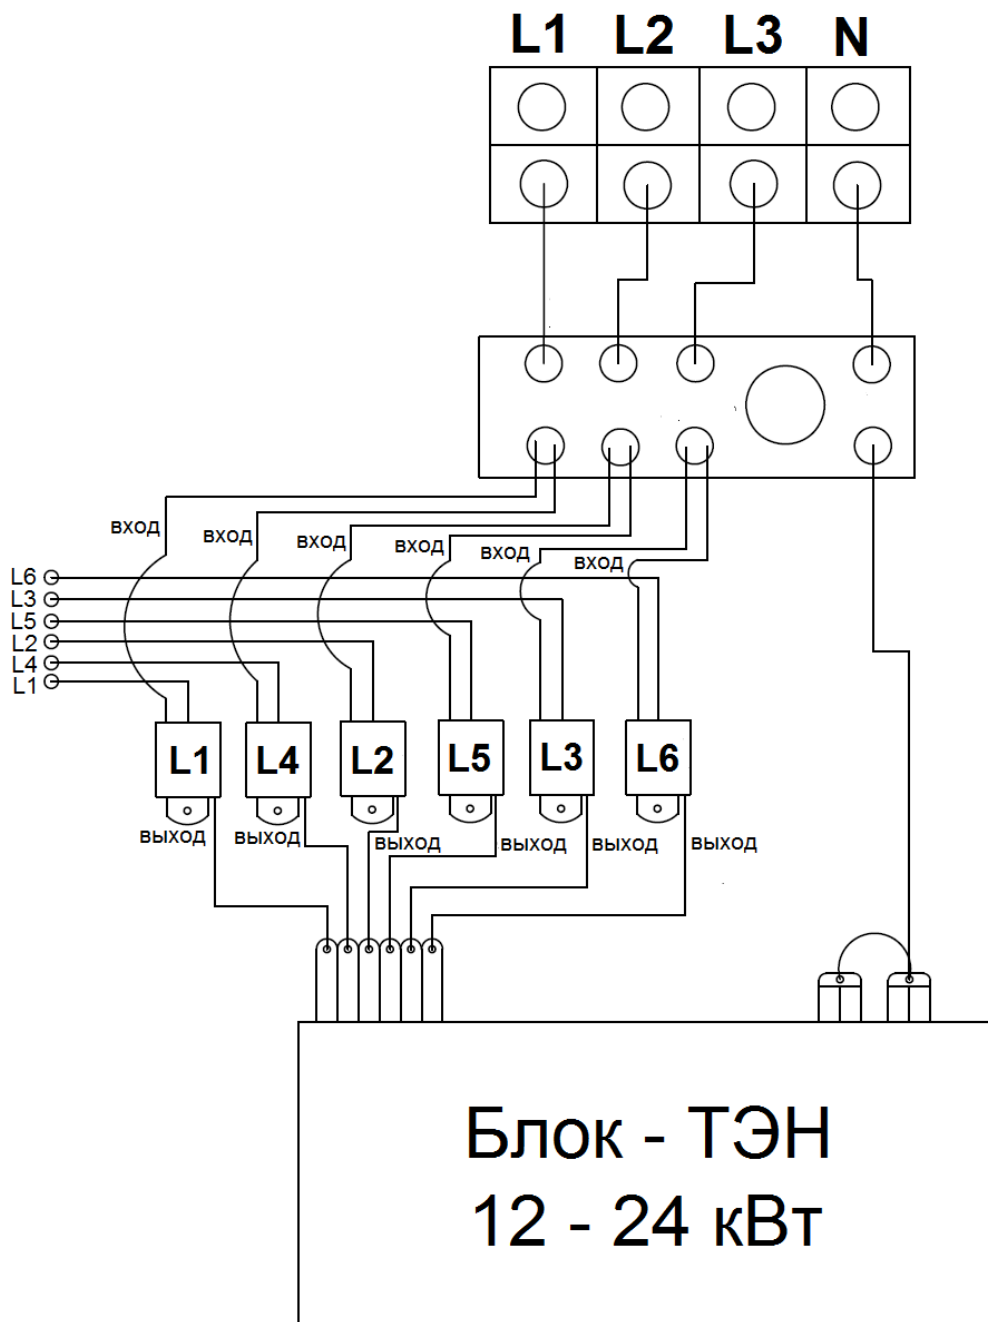 L1 L2 L3 N
вход вход вход вход вход вход
L6
L3
L5
L2
L4
L1
L1 L4 L2 L5 L3 L6
выход выход выход выход выход выход
Блок - ТЭН
12 - 24 кВт